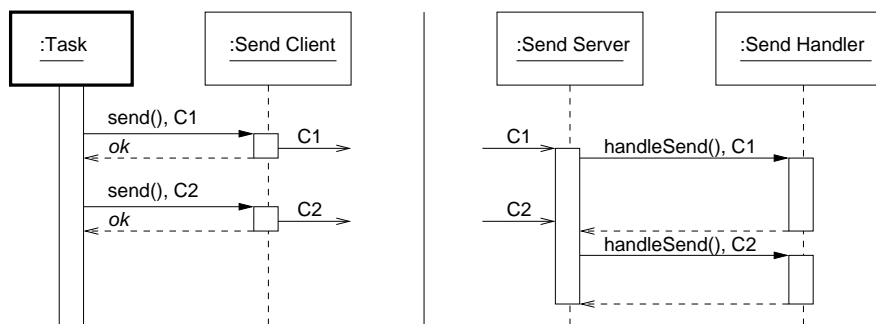 :Task
:Send Client
:Send Server
:Send Handler
send(), C1
C1
ok
send(), C2
C2
ok
C1
handleSend(), C1
C2
handleSend(), C2